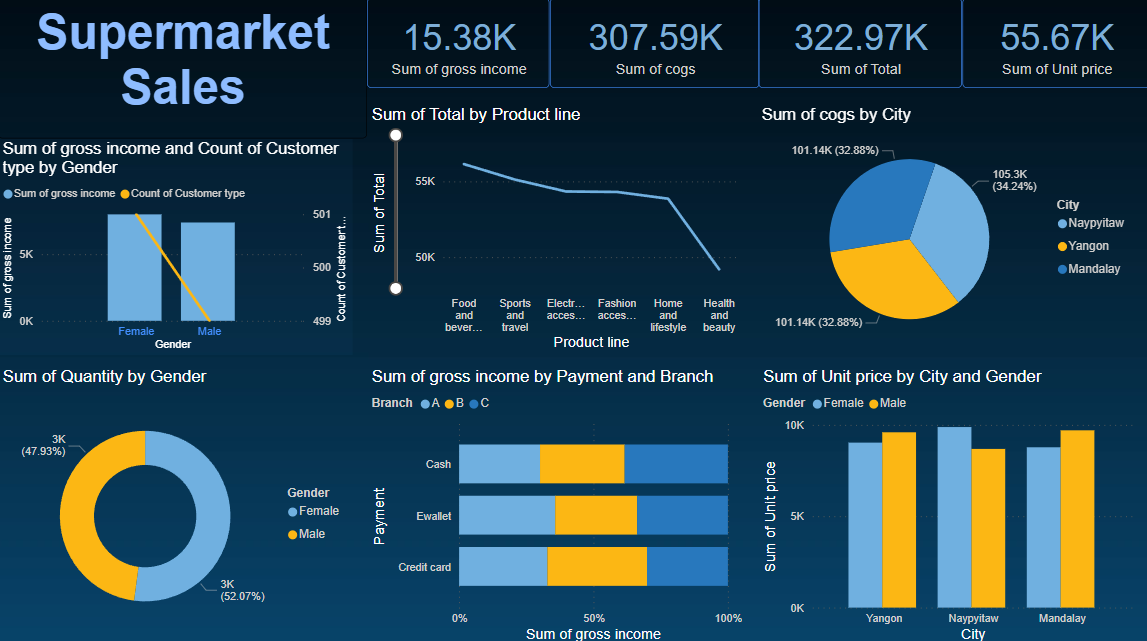 Supermarket
Sales
15.38K
Sum of gross income
307.59K
Sum of cogs
322.97K
Sum of Total
55.67K
Sum of Unit price
Sum of gross income and Count of Customer
type by Gender
Sum of gross income
Count of Customer type
Sum of gross income
5K
0K
501
500
499
Count of Customert...
Female
Male
Gender
Sum of Total by Product line
Sum of Total
55K
50K
Food
and
bever...
Sports
and
travel
Electr...
acces...
Fashion
acces...
Home
and
lifestyle
Health
and
beauty
Product line
Sum of cogs by City
101.14K (32.88%)
105.3K
(34.24%)
101.14K (32.88%)
City
Naypyitaw
Yangon
Mandalay
Sum of Quantity by Gender
3K
(47.93%)
3K
(52.07%)
Gender
Female
Male
Sum of gross income by Payment and Branch
Branch
A
B
C
Payment
Cash
Ewallet
Credit card
0%
50%
100%
Sum of gross income
Sum of Unit price by City and Gender
Gender
Female
Male
Sum of Unit price
10K
5K
0K
Yangon
Naypyitaw
Mandalay
City